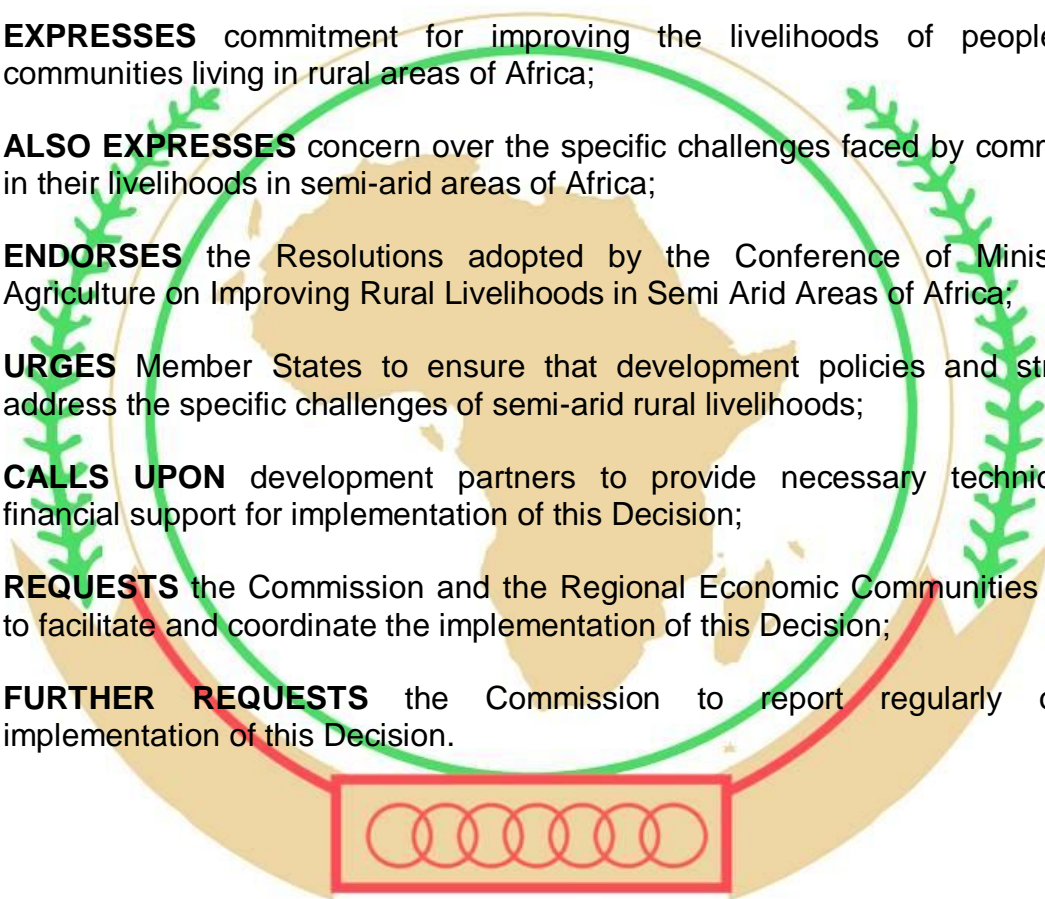 EXPRESSES commitment for improving the livelihoods of people
communities living in rural areas of Africa;
ALSO EXPRESSES concern over the specific challenges faced by comm
in their livelihoods in semi-arid areas of Africa;
ENDORSES the Resolutions adopted by the Conference of Minis
Agriculture on Improving Rural Livelihoods in Semi Arid Areas of Africa;
URGES Member States to ensure that development policies and str
address the specific challenges of semi-arid rural livelihoods;
CALLS UPON development partners to provide necessary technic
financial support for implementation of this Decision;
REQUESTS the Commission and the Regional Economic Communities
to facilitate and coordinate the implementation of this Decision;
FURTHER REQUESTS the Commission to report regularly
implementation of this Decision.